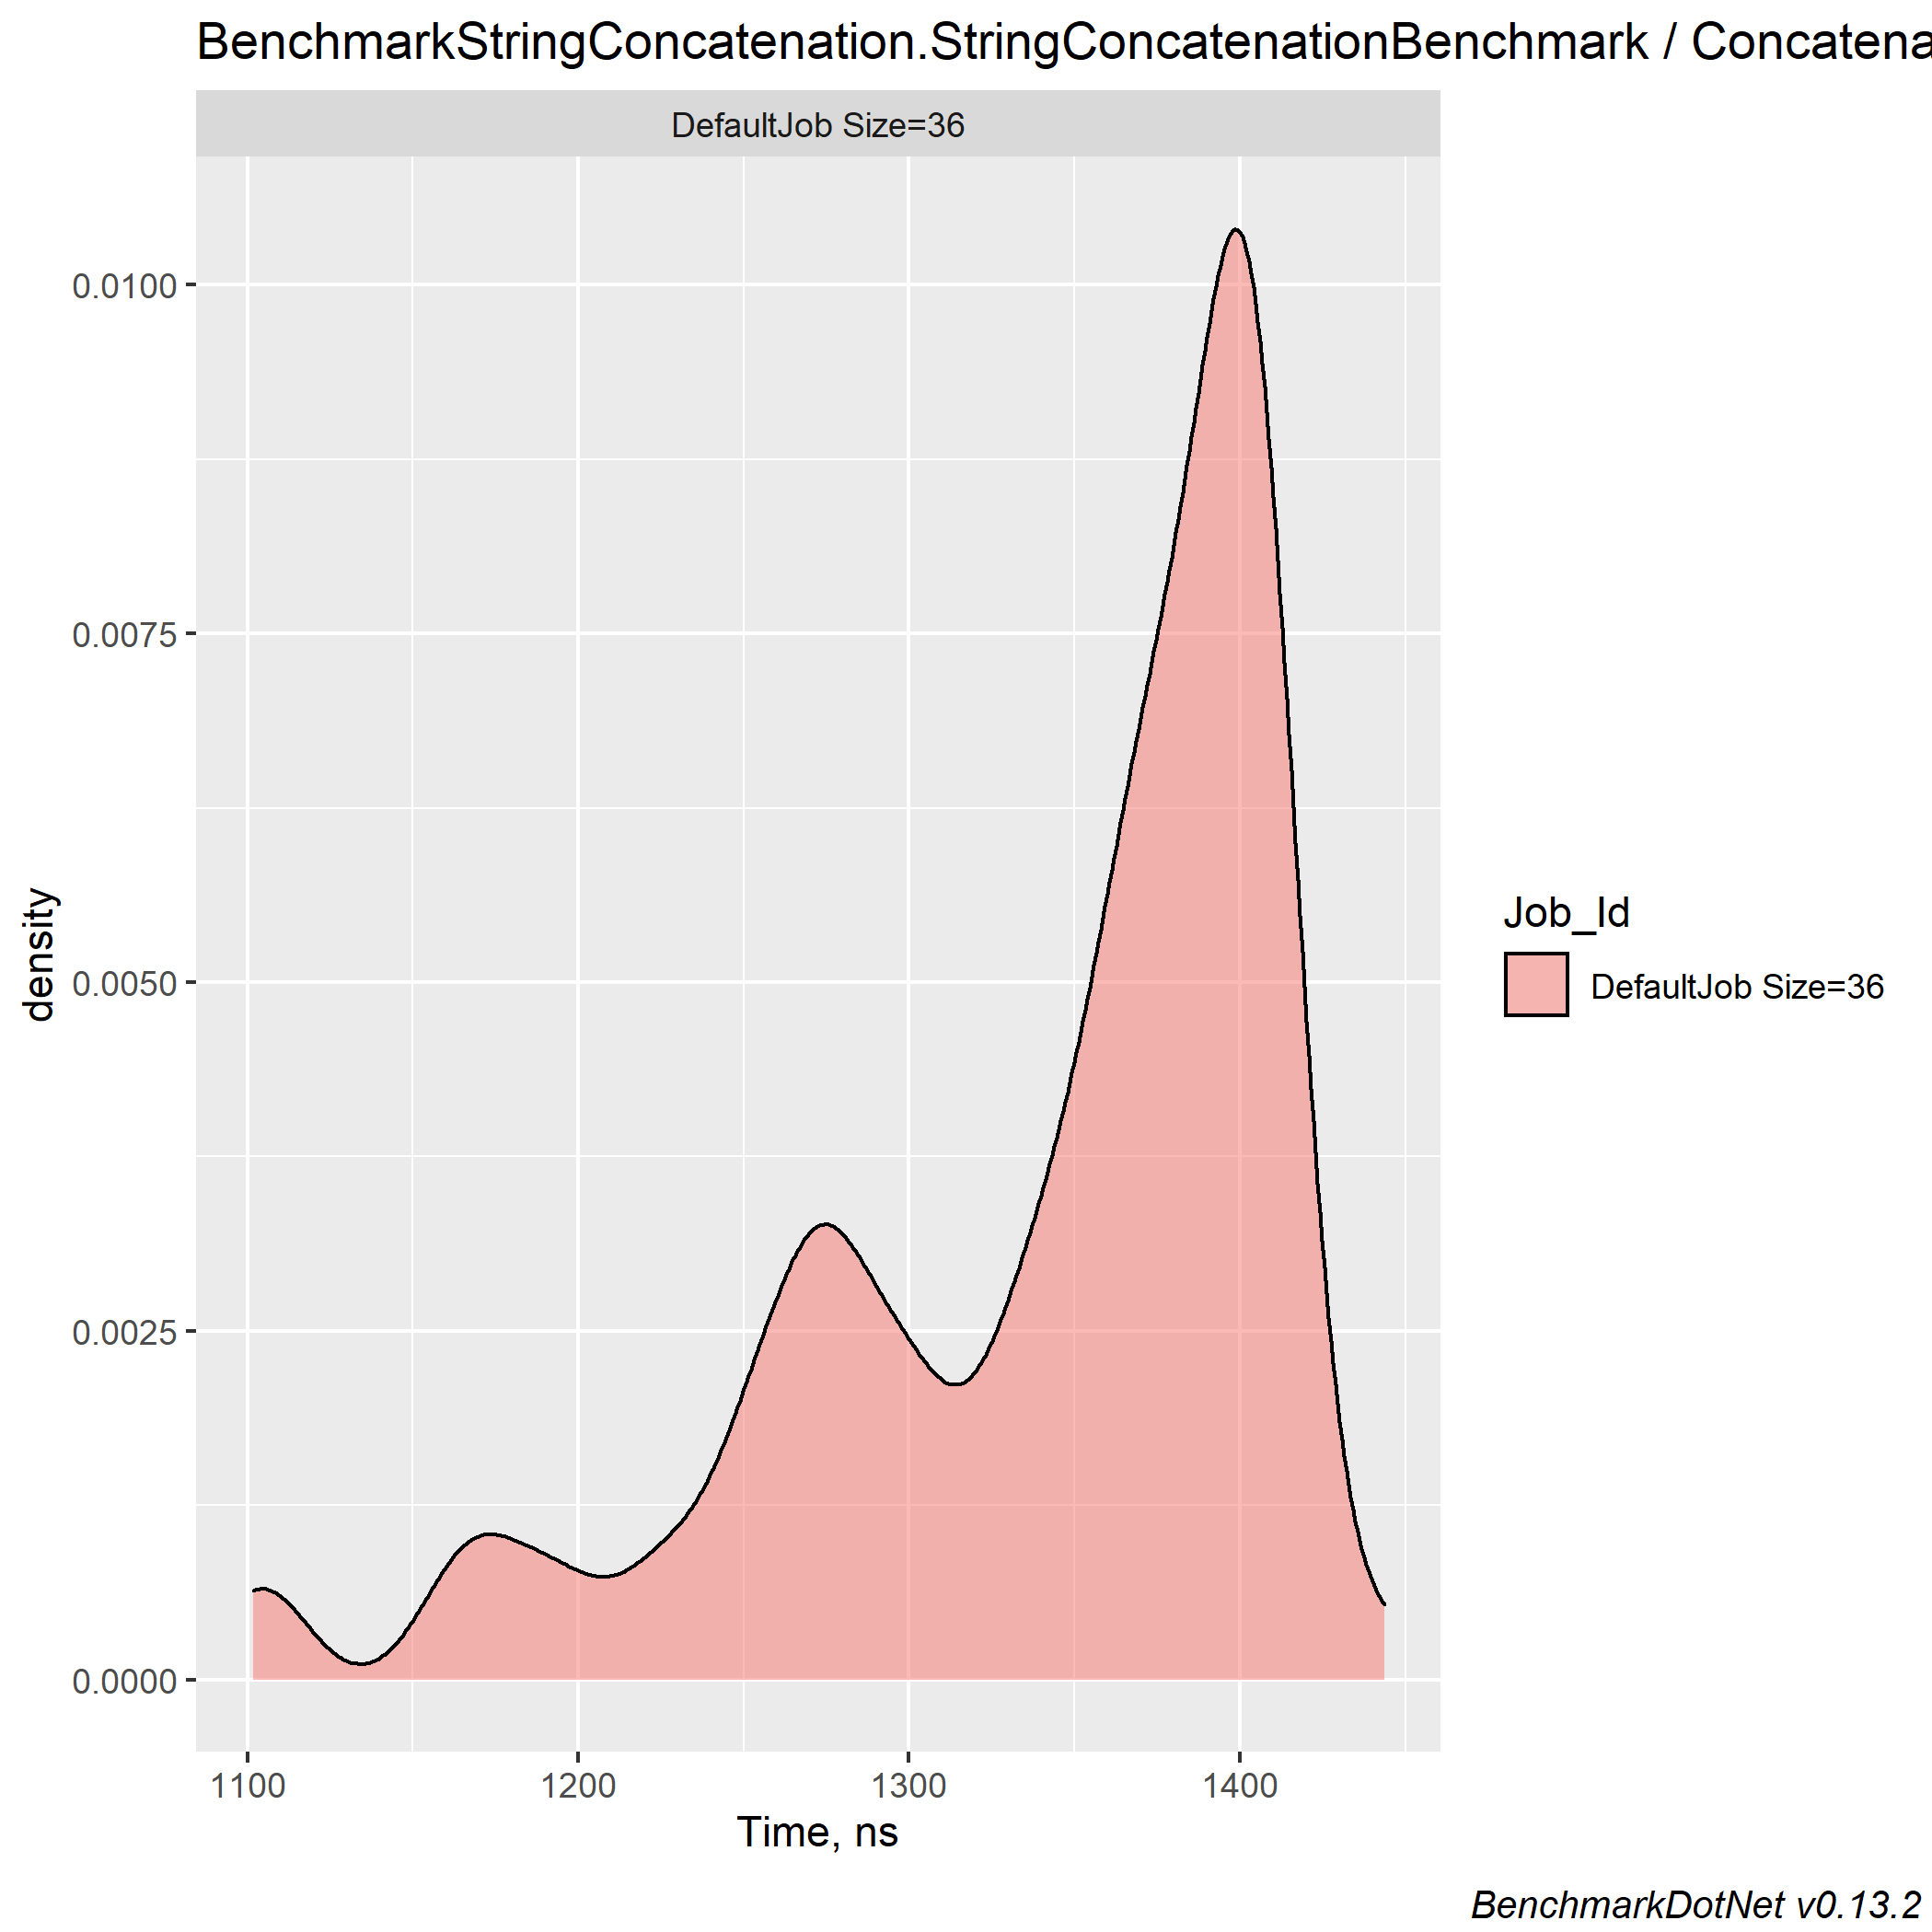 BenchmarkStringConcatenation.StringConcatenationBenchmark / Concatena
DefaultJob Size=36
0.0100
0.0075
0.0050
0.0025
0.0000
density
1100 1200 1300 1400
Time, ns
Job_Id
DefaultJob Size=36
BenchmarkDotNet v0.13.2